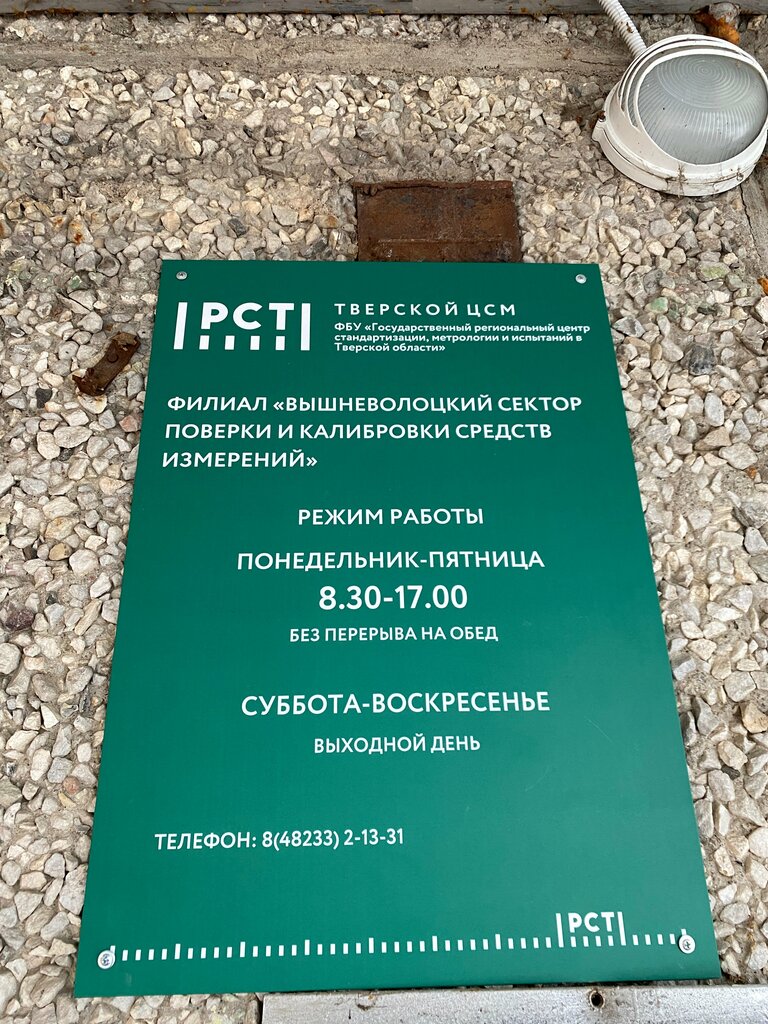 РСТ
ТВЕРСКОЙ ЦСМ
ФБУ «Государственный региональный центр
стандартизации, метрологии и испытаний в
Тверской области»
ФИЛИАЛ «ВЫШНЕВОЛОЦКИЙ СЕКТОР
ПОВЕРКИ И КАЛИБРОВКИ СРЕДСТВ
ИЗМЕРЕНИЙ»
РЕЖИМ РАБОТЫ
ПОНЕДЕЛЬНИК-ПЯТНИЦА
8.30-17.00
БЕЗ ПЕРЕРЫВА НА ОБЕД
СУББОТА-ВОСКРЕСЕНЬЕ
ВЫХОДНОЙ ДЕНЬ
ТЕЛЕФОН: 8(48233) 2-13-31
РСТ